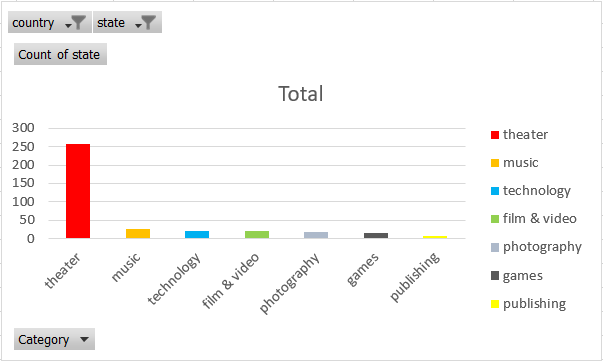 country state
Count of state
Total
300
250
200
150
100
50
0
theater music technology film & video photography games publishing
theater
music
technology
film & video
photography
games
publishing
Category